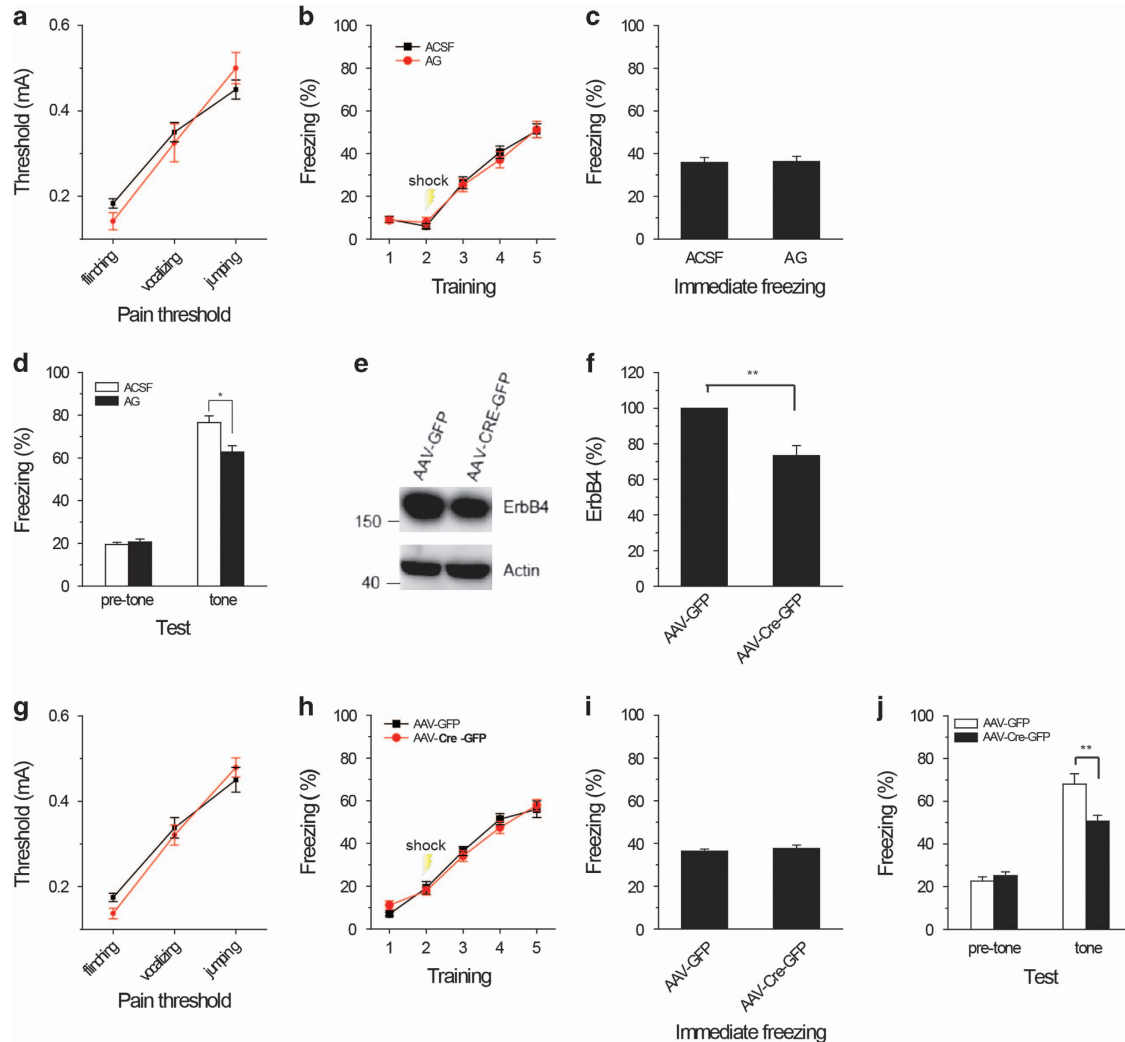 a
0.6
0.4
0.2
Threshold (mA)
flinching
vocalizing
jumping
Pain threshold
b
100
80
60
40
20
0
Freezing (%)
ACSF
AG
shock
1 2 3 4 5
Training
c
100
80
60
40
20
0
Freezing (%)
ACSF AG
Immediate freezing
d
100
80
60
40
20
0
Freezing (%)
ACSF
AG
*
pre-tone tone
Test
e
AAV-GFP
AAV-CRE-GFP
150
ErbB4
40
Actin
f
120
100
80
60
40
20
0
ErbB4 (%)
**
AAV-GFP
AAV-Cre-GFP
g
0.6
0.4
0.2
Threshold (mA)
flinching
vocalizing
jumping
Pain threshold
h
100
80
60
40
20
0
Freezing (%)
AAV-GFP
AAV-Cre -GFP
shock
1 2 3 4 5
Training
i
100
80
60
40
20
0
Freezing (%)
AAV-GFP
AAV-Cre-GFP
Immediate freezing
j
100
80
60
40
20
0
Freezing (%)
AAV-GFP
AAV-Cre-GFP
**
pre-tone tone
Test